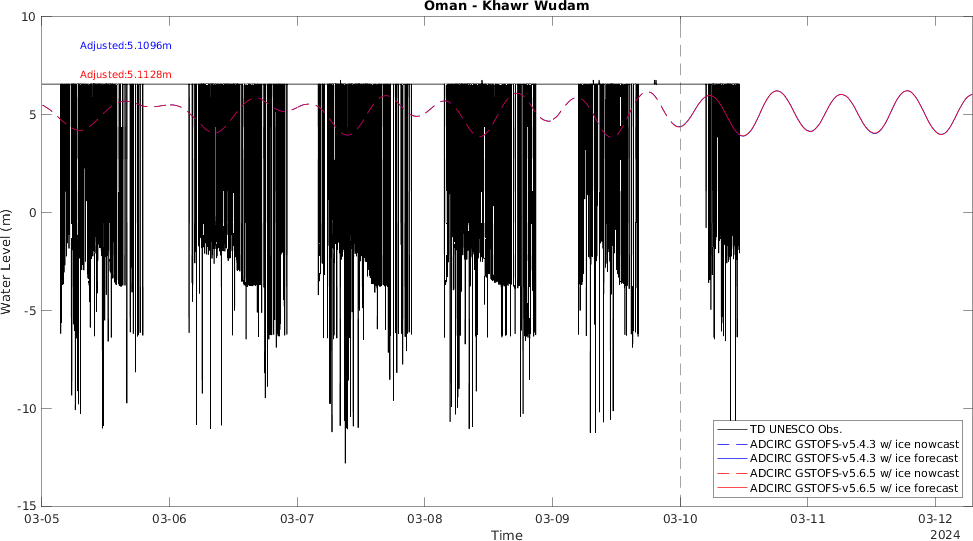 Oman - Khawr Wudam
10
Adjusted:5.1096m
Adjusted:5.1128m
5
0
-5
-10
-15
Water Level (m)
TD UNESCO Obs.
ADCIRC GSTOFS-v5.4.3 w/ ice nowcast
ADCIRC GSTOFS-v5.4.3 w/ ice forecast
ADCIRC GSTOFS-v5.6.5 w/ ice nowcast
ADCIRC GSTOFS-v5.6.5 w/ ice forecast
03-05 03-06 03-07 03-08 03-09 03-10 03-11 03-12
Time
2024